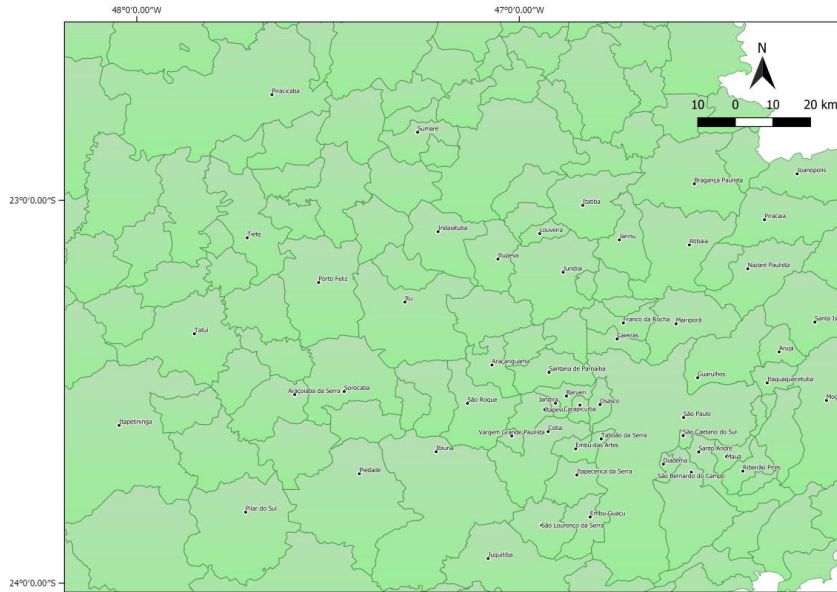 48°0'0.00"W
47°0'0.00"W
N
10 0 10 20 km
Piracicaba
Sumaré
Joanópolis
Bragança Paulista
23°0'0.00"S
Itatiba
Piracaia
Tiete
Indaiatuba
Louveira
Jarinu
Atibaia
Itupeva
Jundiaí
Nazaré Paulista
Porto Feliz
Itu
Santa Is
Franco da Rocha
Mairiporã
Tatuí
Caieiras
Arujá
Araçariguama
Santana de Parnaíba
Guarulhos
Itaquaquecetuba
Araçoiaba da Serra
Sorocaba
Barueri
São Roque
Jandira
Osasco
Carapicuíba
Itapevi
Mog
São Paulo
Itapetininga
Cotia
Vargem Grande Paulista
Taboão da Serra
São Caetano do Sul
Embu das Artes
Ibiúna
Santo André
Mauá
Diadema
Ribeirão Pires
Piedade
Itapecerica da Serra
São Bernardo do Campo
Pilar do Sul
Embu-Guaçu
São Lourenço da Serra
Juquitiba
24°0'0.00"S